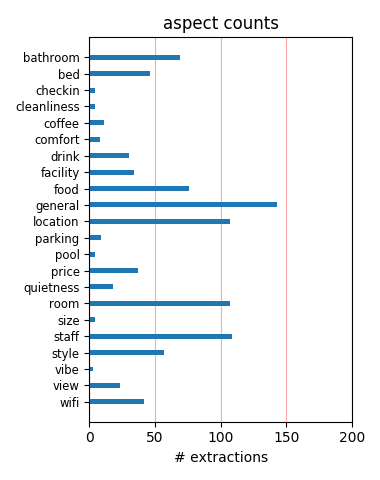 aspect counts
bathroom
bed
checkin
cleanliness
coffee
comfort
drink
facility
food
general
location
parking
pool
price
quietness
room
size
staff
style
vibe
view
wifi
0 50 100 150 200
# extractions